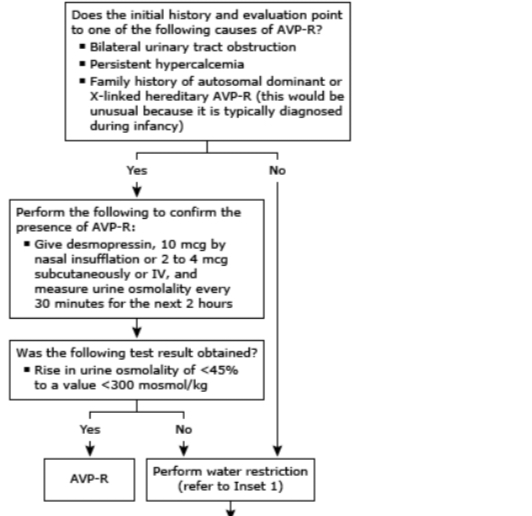 Does the initial history and evaluation point
to one of the following causes of AVP-R?
▪ Bilateral urinary tract obstruction
▪ Persistent hypercalcemia
▪ Family history of autosomal dominant or
X-linked hereditary AVP-R (this would be
unusual because it is typically diagnosed
during infancy)
Yes
No
Perform the following to confirm the
presence of AVP-R:
▪ Give desmopressin, 10 mcg by
nasal insufflation or 2 to 4 mcg
subcutaneously or IV, and
measure urine osmolality every
30 minutes for the next 2 hours
Was the following test result obtained?
▪ Rise in urine osmolality of <45%
to a value <300 mosmol/kg
Yes
No
AVP-R
Perform water restriction
(refer to Inset 1)